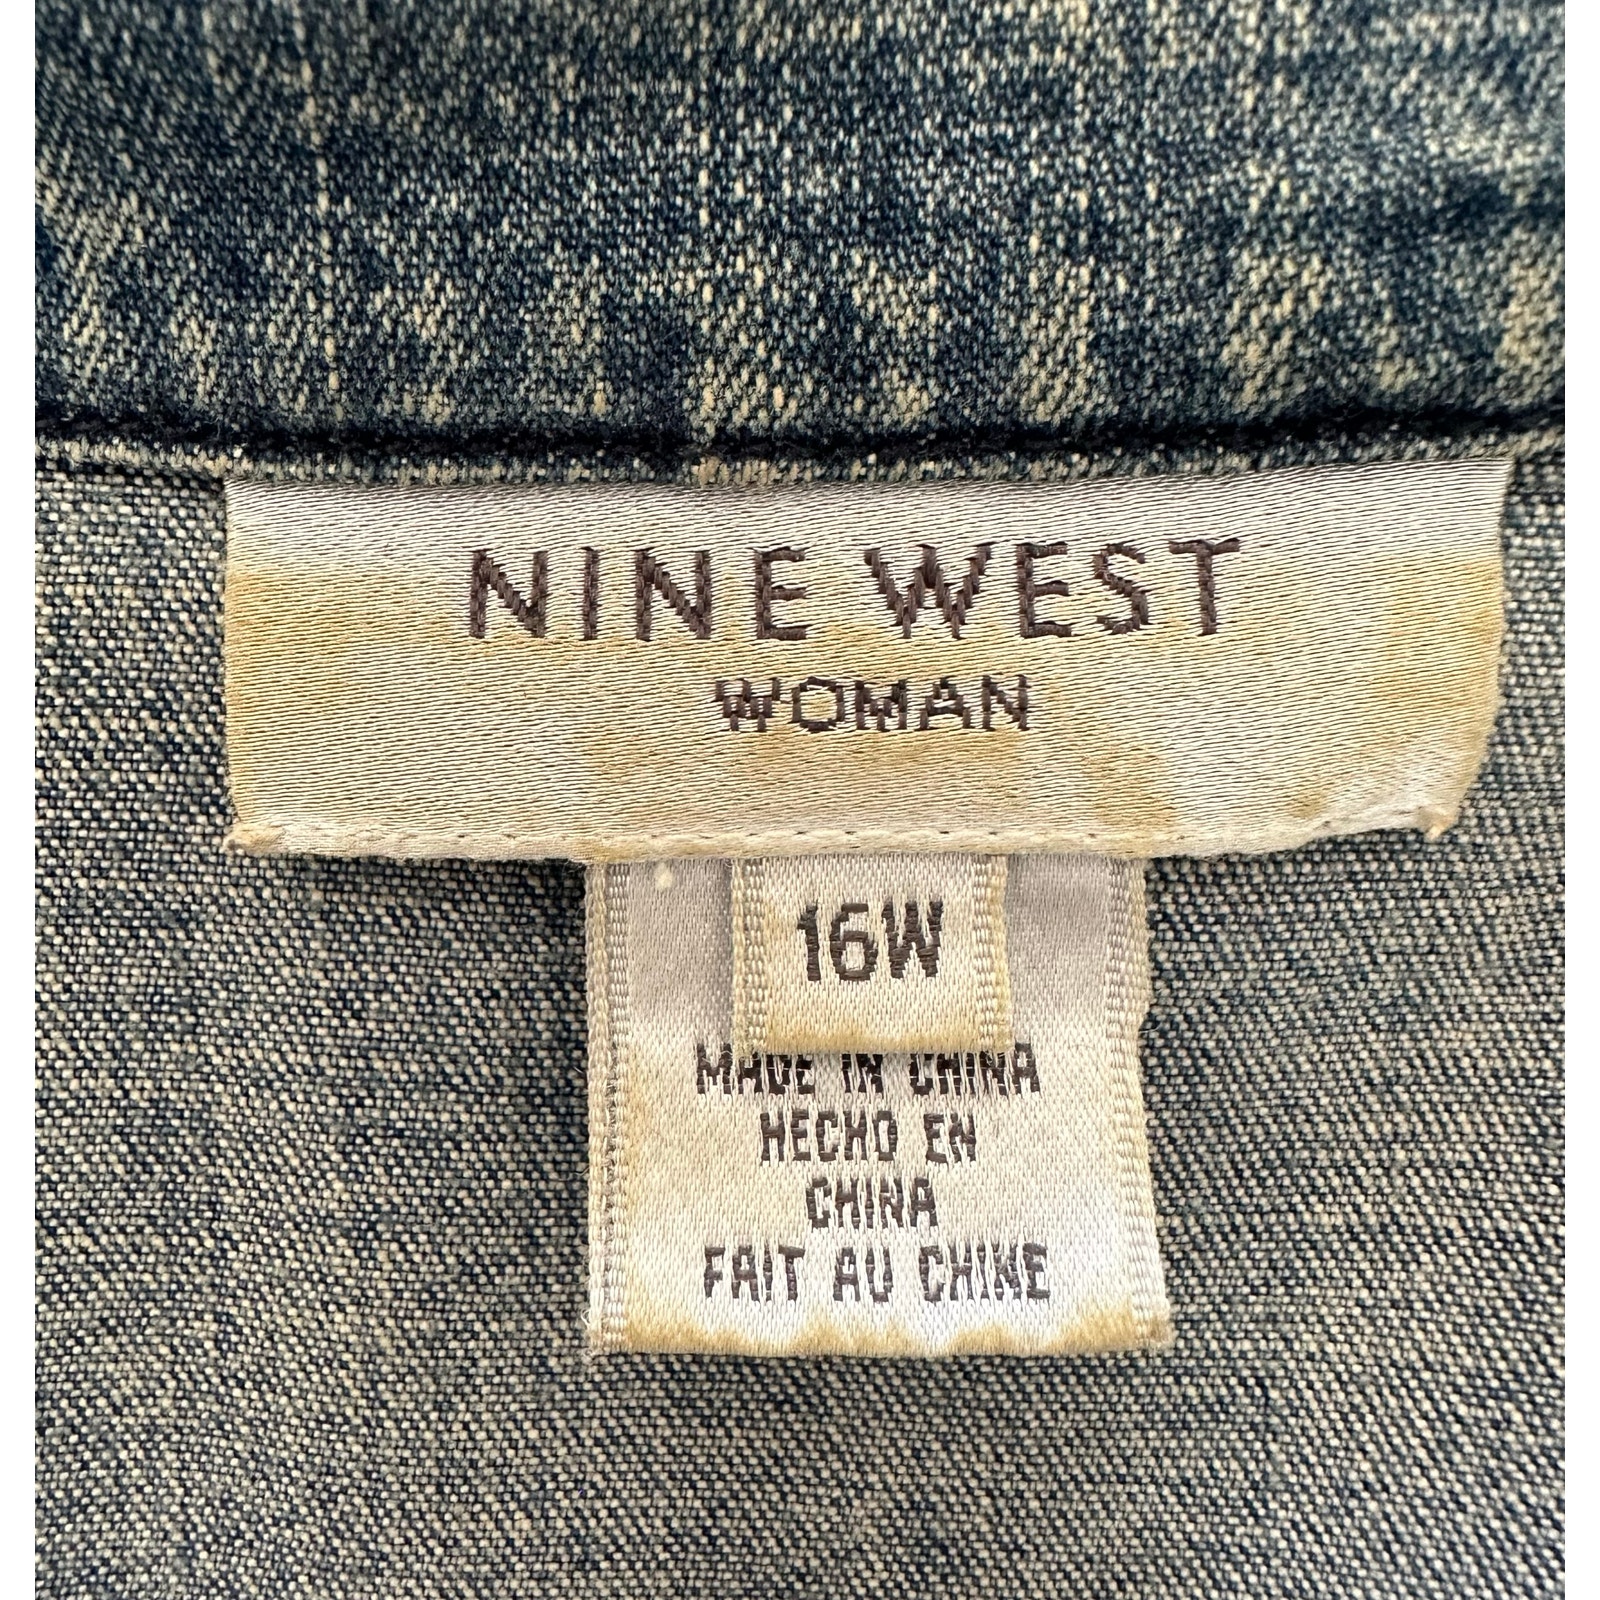 NINE WEST
WOMAN
16W
MADE IN CHINA
HECHO EN
CHINA
FAIT AU CHINE